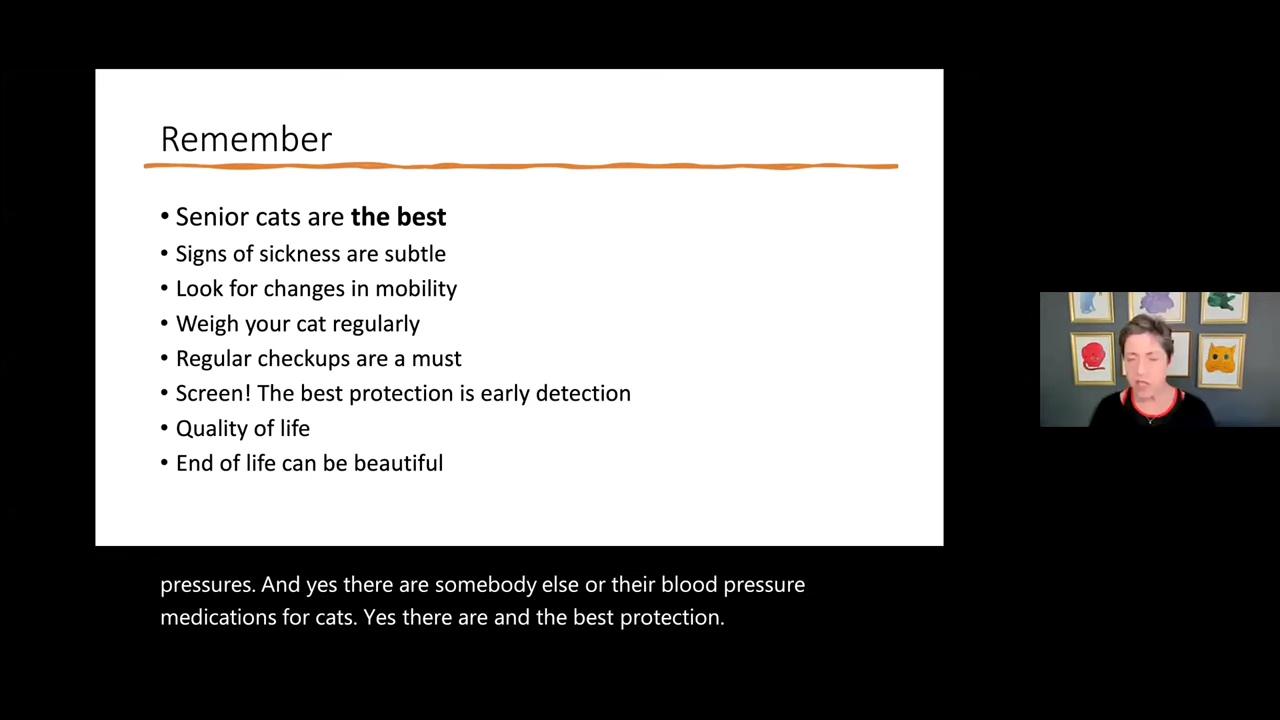 Remember
• Senior cats are the best
• Signs of sickness are subtle
• Look for changes in mobility
• Weigh your cat regularly
• Regular checkups are a must
• Screen! The best protection is early detection
• Quality of life
• End of life can be beautiful
pressures. And yes there are somebody else or their blood pressure
medications for cats. Yes there are and the best protection.